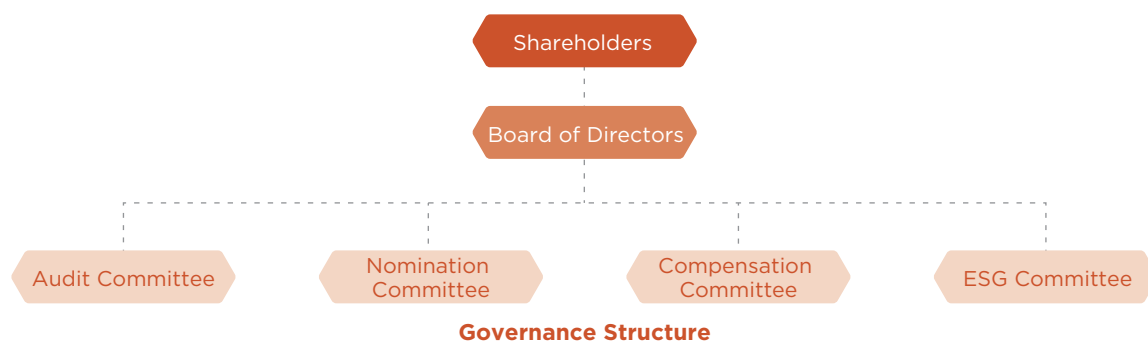 Shareholders
Board of Directors
Audit Committee
Nomination
Committee
Compensation
Committee
ESG Committee
Governance Structure